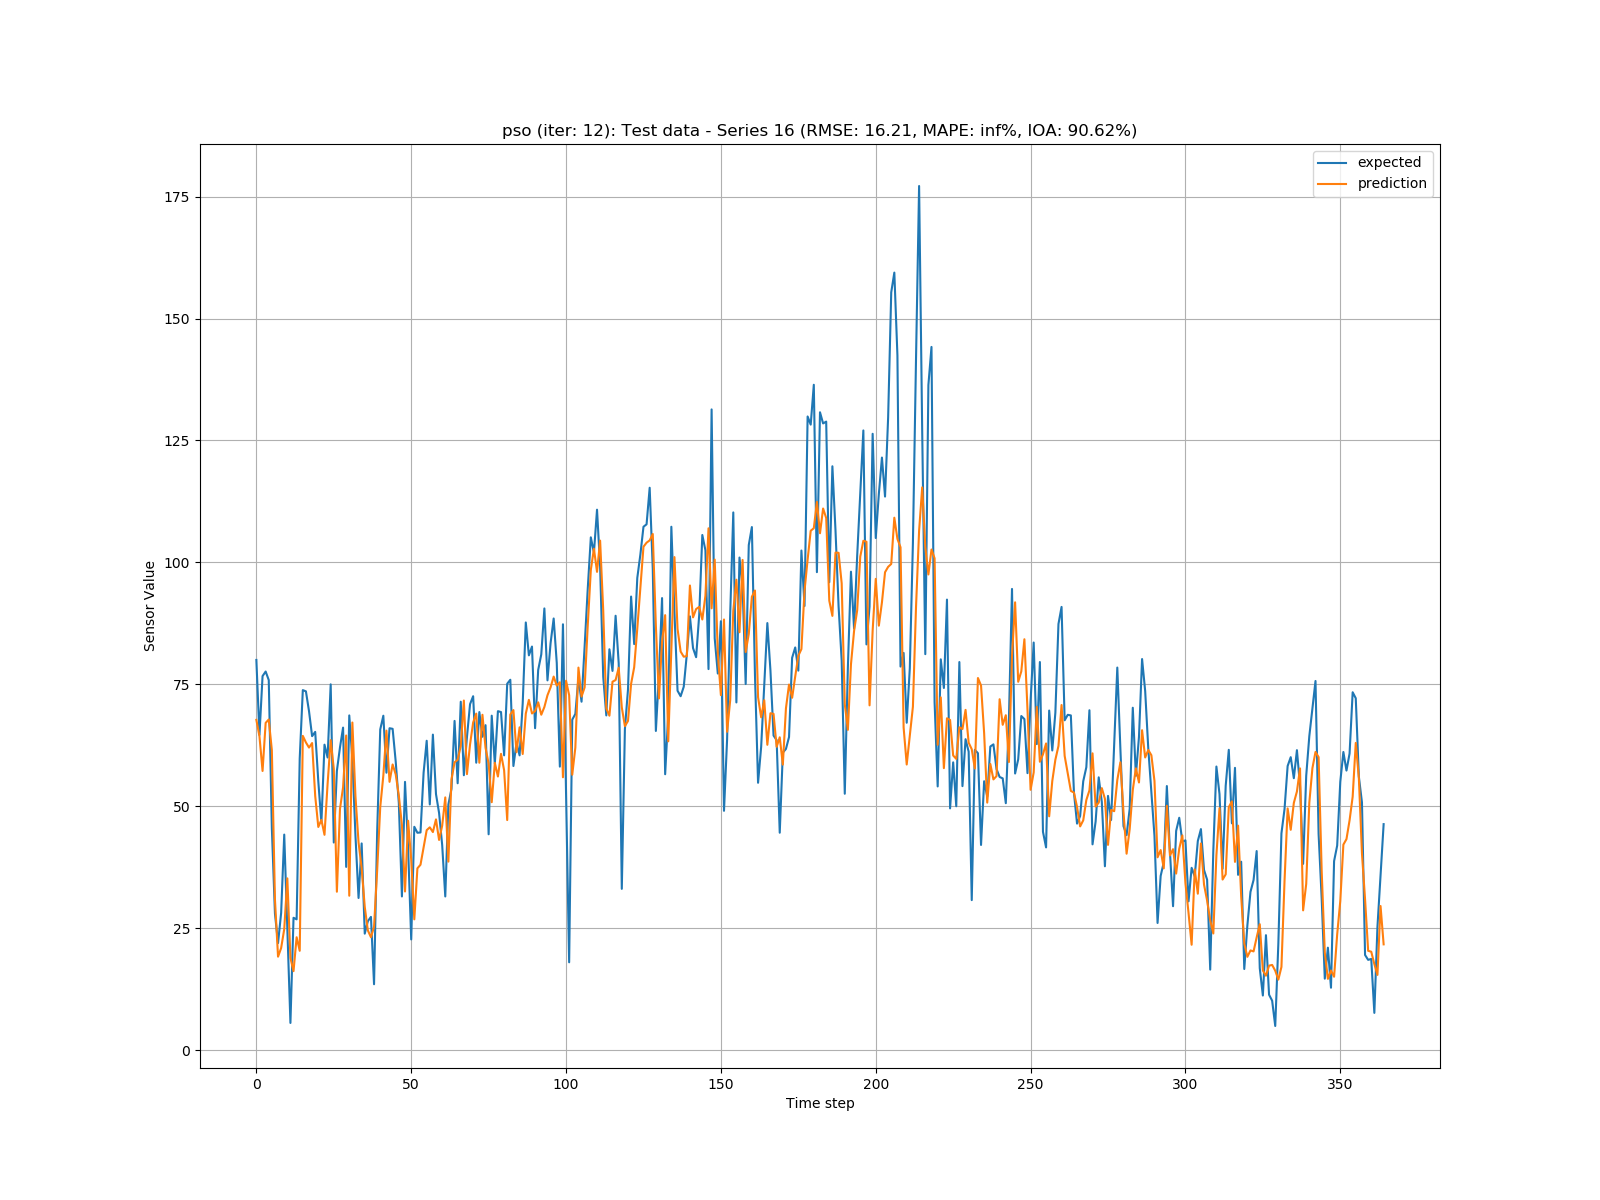 pso (iter: 12): Test data - Series 16 (RMSE: 16.21, MAPE: inf%, IOA: 90.62%)
expected
prediction
175
150
125
100
75
50
25
0
Sensor Value
0 50 100 150 200 250 300 350
Time step